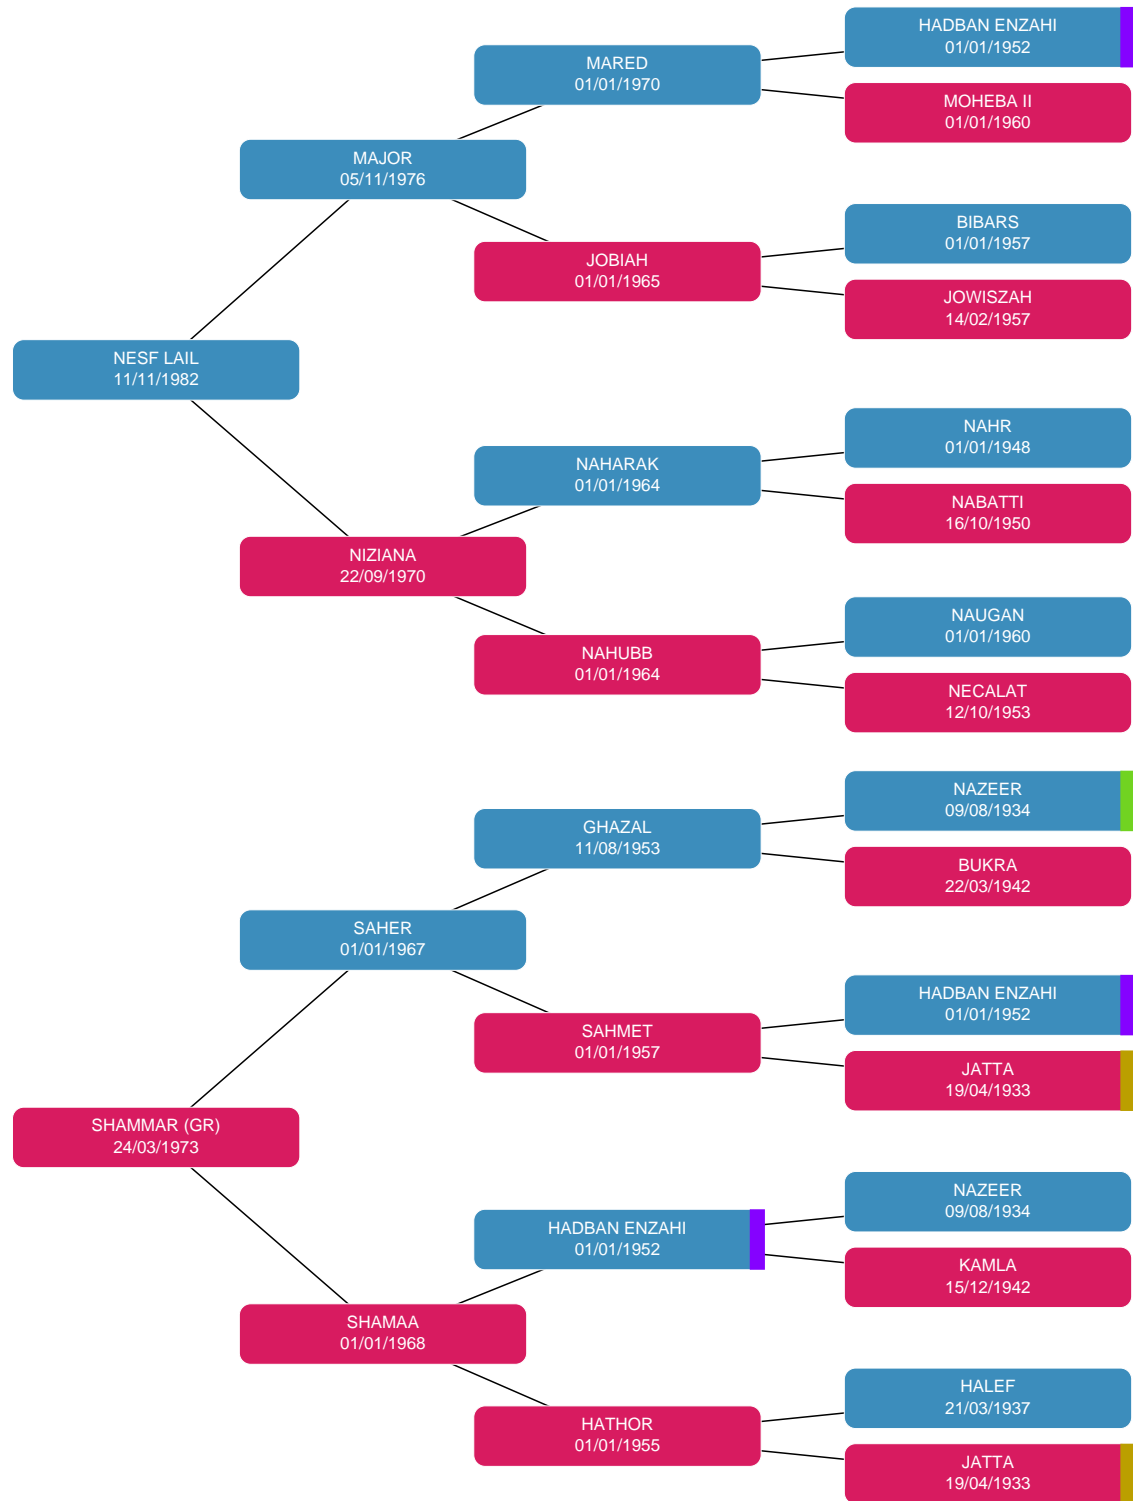 HADBAN ENZAHI
01/01/1952
MARED
01/01/1970
MOHEBA II
01/01/1960
MAJOR
05/11/1976
BIBARS
01/01/1957
JOBIAH
01/01/1965
JOWISZAH
14/02/1957
NESF LAIL
11/11/1982
NAHR
01/01/1948
NAHARAK
01/01/1964
NABATTI
16/10/1950
NIZIANA
22/09/1970
NAUGAN
01/01/1960
NAHUBB
01/01/1964
NECALAT
12/10/1953
NAZEER
09/08/1934
GHAZAL
11/08/1953
BUKRA
22/03/1942
SAHER
01/01/1967
HADBAN ENZAHI
01/01/1952
SAHMET
01/01/1957
JATTA
19/04/1933
SHAMMAR (GR)
24/03/1973
NAZEER
09/08/1934
HADBAN ENZAHI
01/01/1952
KAMLA
15/12/1942
SHAMAA
01/01/1968
HALEF
21/03/1937
HATHOR
01/01/1955
JATTA
19/04/1933